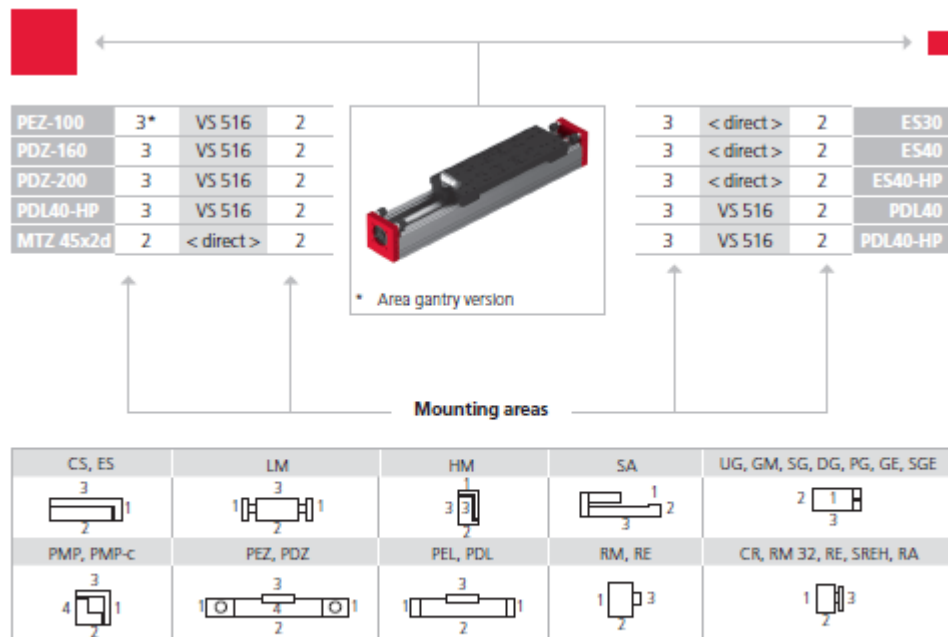 PEZ-100 3* VS 516 2
PDZ-160 3 VS 516 2
PDZ-200 3 VS 516 2
PDL40-HP 3 VS 516 2
MTZ 45x2d 2 < direct > 2
* Area gantry version
3 < direct > 2 ES30
3 < direct > 2 ES40
3 < direct > 2 ES40-HP
3 VS 516 2 PDL40
3 VS 516 2 PDL40-HP
Mounting areas
CS, ES LM HM SA UG, GM, SG, DG, PG, GE, SGE
3 3 1 1
1 1 1 3 3 2 2 1
2 2 2 3 3
PMP, PMP-c PEZ, PDZ PEL, PDL RM, RE CR, RM 32, RE, SREH, RA
3 3 3
4 1 1 4 1 1 1 1 3 1 3
2 2 2 2 2